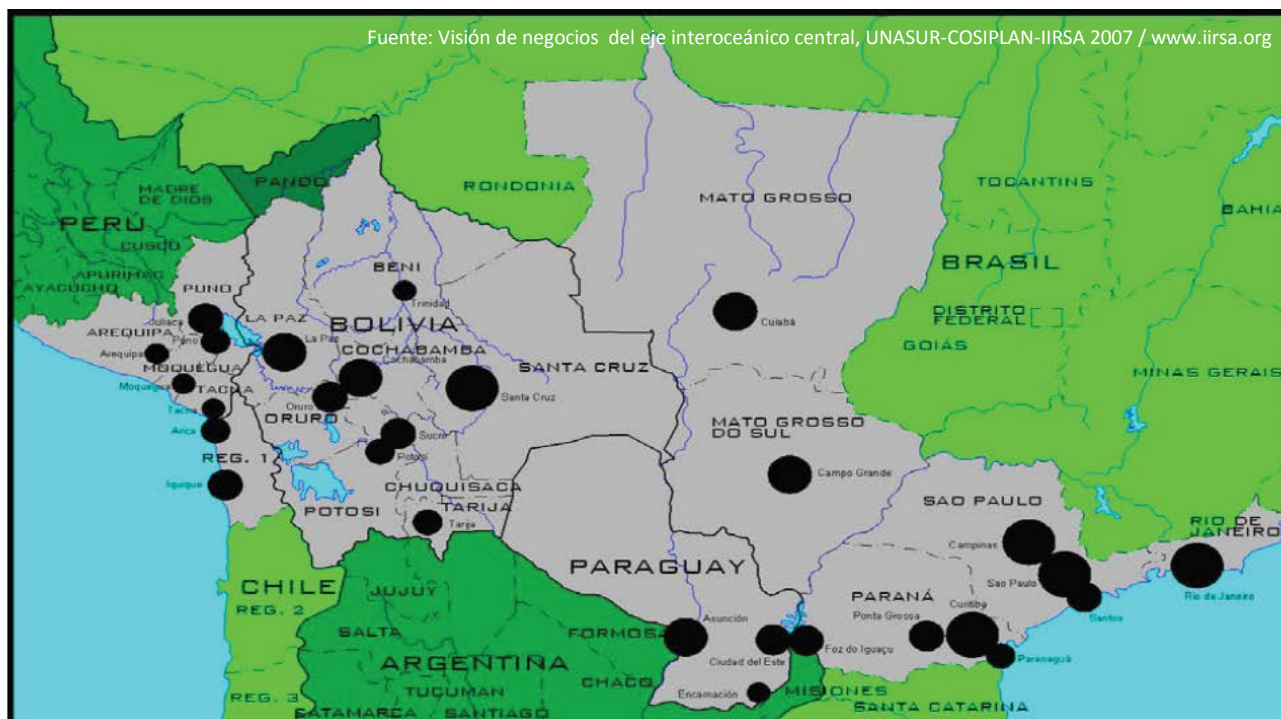 Fuente: Visión de negocios del eje interoceánico central, UNASUR-COSIPLAN-IIRSA 2007 / www.iirsa.org
PANDO
RONDONIA
MATO GROSSO
TOCANTINS
BAHIA
MADRE
DE DIOS
PERÚ
CUSCO
APURIMAC
AYACUCHO
PUNO
BENI
Trinidad
BRASIL
DISTRITO
FEDERAL
GOIÁS
Juliaca
LA PAZ
BOLIVIA
Cuiabá
AREQUIPA
Puno
La Paz
COCHABAMBA
Cochabamba
Arequipa
MOQUEGUA
SANTA CRUZ
MINAS GERAIS
Moquegua
TACNA
Santa Cruz
Tacna
Oruro
ORURO
MATO GROSSO
DO SUL
Arica
REG. 1
Sucre
Potosí
Campo Grande
Iquique
CHUQUISACA
POTOSI
TARIJA
Tarija
SAO PAULO
RIO DE
JANEIRO
Campinas
PARAGUAY
CHILE
JUJUY
Sao Paulo
Rio de Janeiro
REG. 2
PARANÁ
Santos
SALTA
FORMOSA
Asunción
Ponta Grossa
Curitiba
ARGENTINA
Ciudad del Este
Foz do Iguaçu
Paranaguá
CHACO
REG. 3
TUCUMAN
Encarnación
MISIONES
CATAMARCA
SANTIAGO
SANTA CATARINA